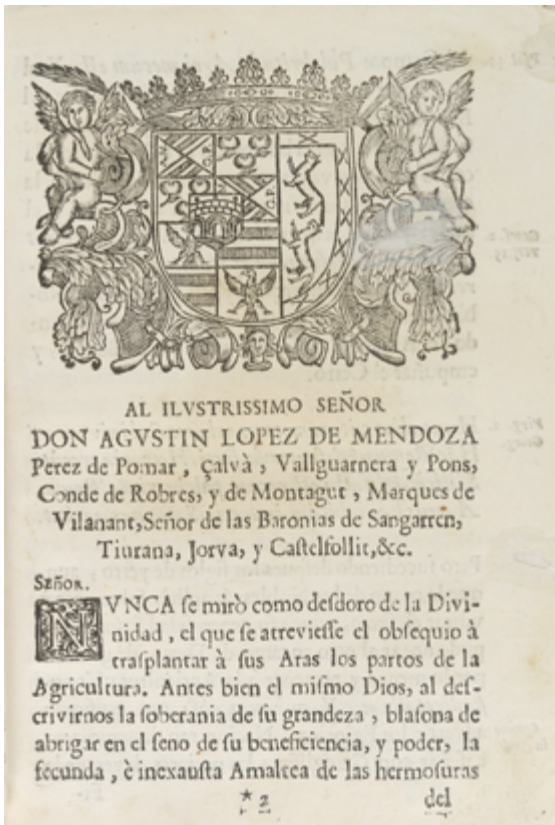 AL ILVSTRISSIMO SEÑOR
DON AGVSTIN LOPEZ DE MENDOZA
Perez de Pomar, Çalvà, Vallguarnera y Pons,
Conde de Robres, y de Montagut, Marques de
Vilanant, Señor de las Baronias de Sangarren,
Tiurana, Jorva, y Castelfollit, &c.
SEÑOR.
NVNCA se mirò como desdoro de la Divi-
nidad, el que se atreviesse el obsequio à
trasplantar à sus Aras los partos de la
Agricultura. Antes bien el mismo Dios, al des-
crivirnos la soberania de su grandeza, blasona de
abrigar en el seno de su beneficiencia, y poder, la
fecunda, è inexausta Amaltea de las hermosuras
* 2 del